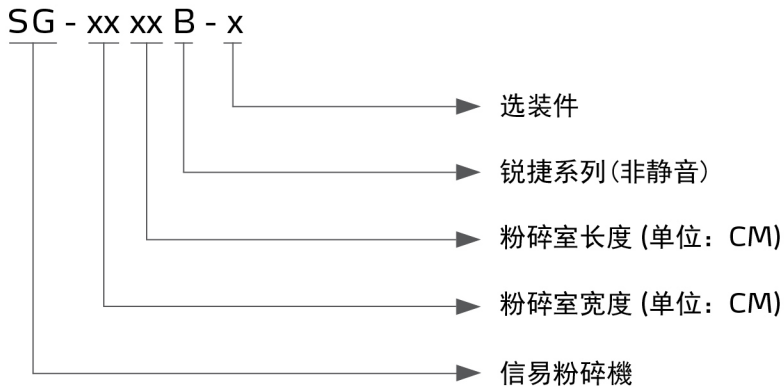 SG - xx xx B - x
选装件
锐捷系列(非静音)
粉碎室长度 (单位：CM)
粉碎室宽度 (单位：CM)
信易粉碎機